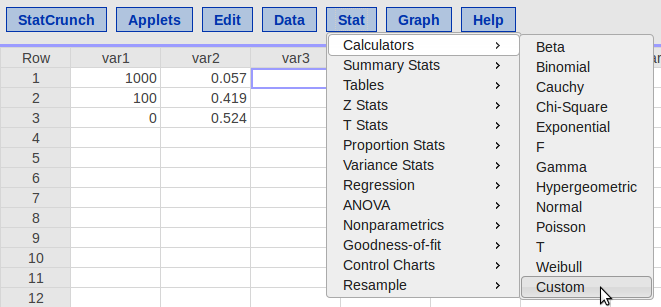 StatCrunch Applets Edit Data Stat Graph Help
Row var1 var2 var3
1 1000 0.057
2 100 0.419
3 0 0.524
4
5
6
7
8
9
10
11
12
Calculators
Summary Stats
Tables
Z Stats
T Stats
Proportion Stats
Variance Stats
Regression
ANOVA
Nonparametrics
Goodness-of-fit
Control Charts
Resample
Beta
Binomial
Cauchy
Chi-Square
Exponential
F
Gamma
Hypergeometric
Normal
Poisson
T
Weibull
Custom